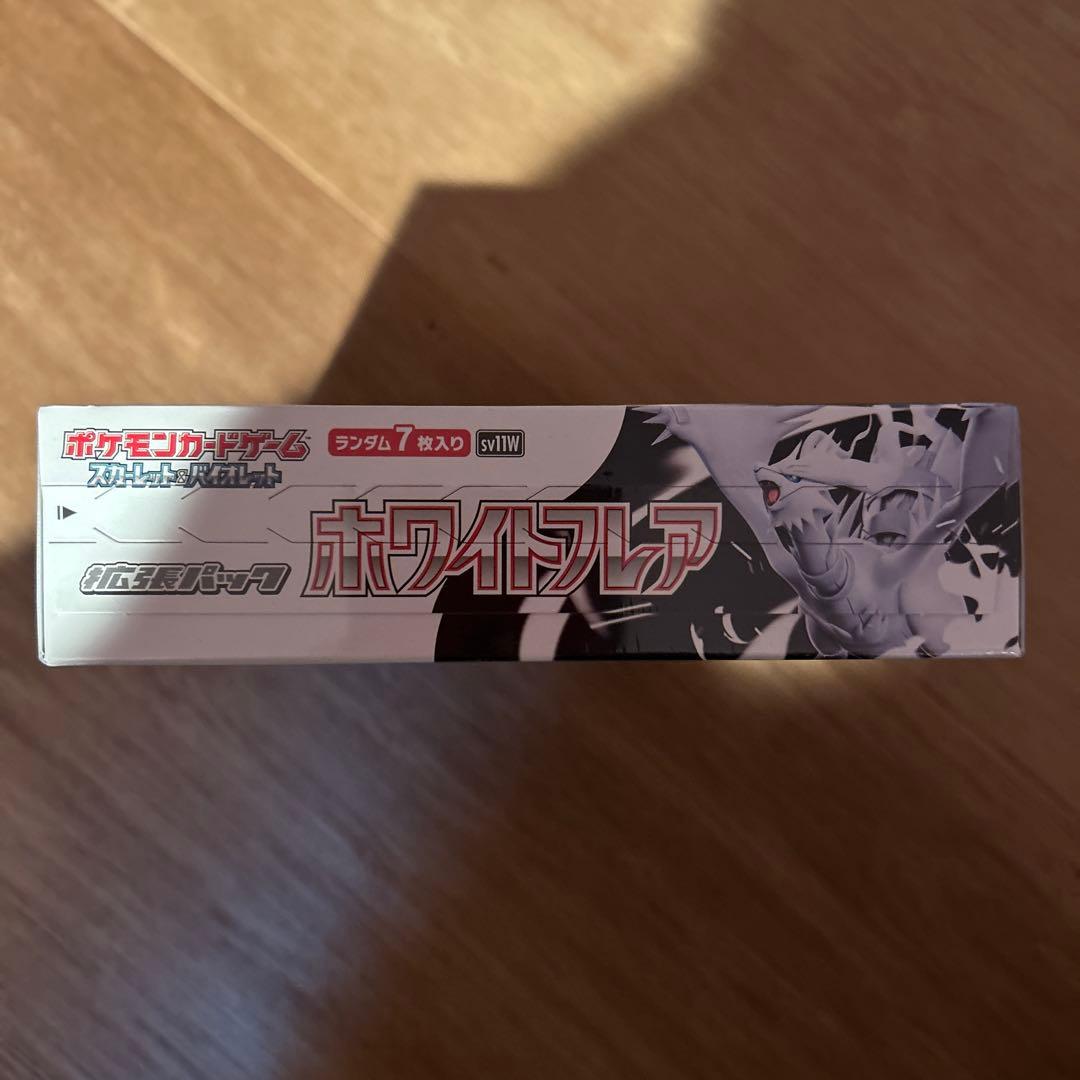 ポケモンカードゲーム
スカーレット&バイオレット
ランダム7枚入り
sv11W
拡張パック
ホワイトフレア